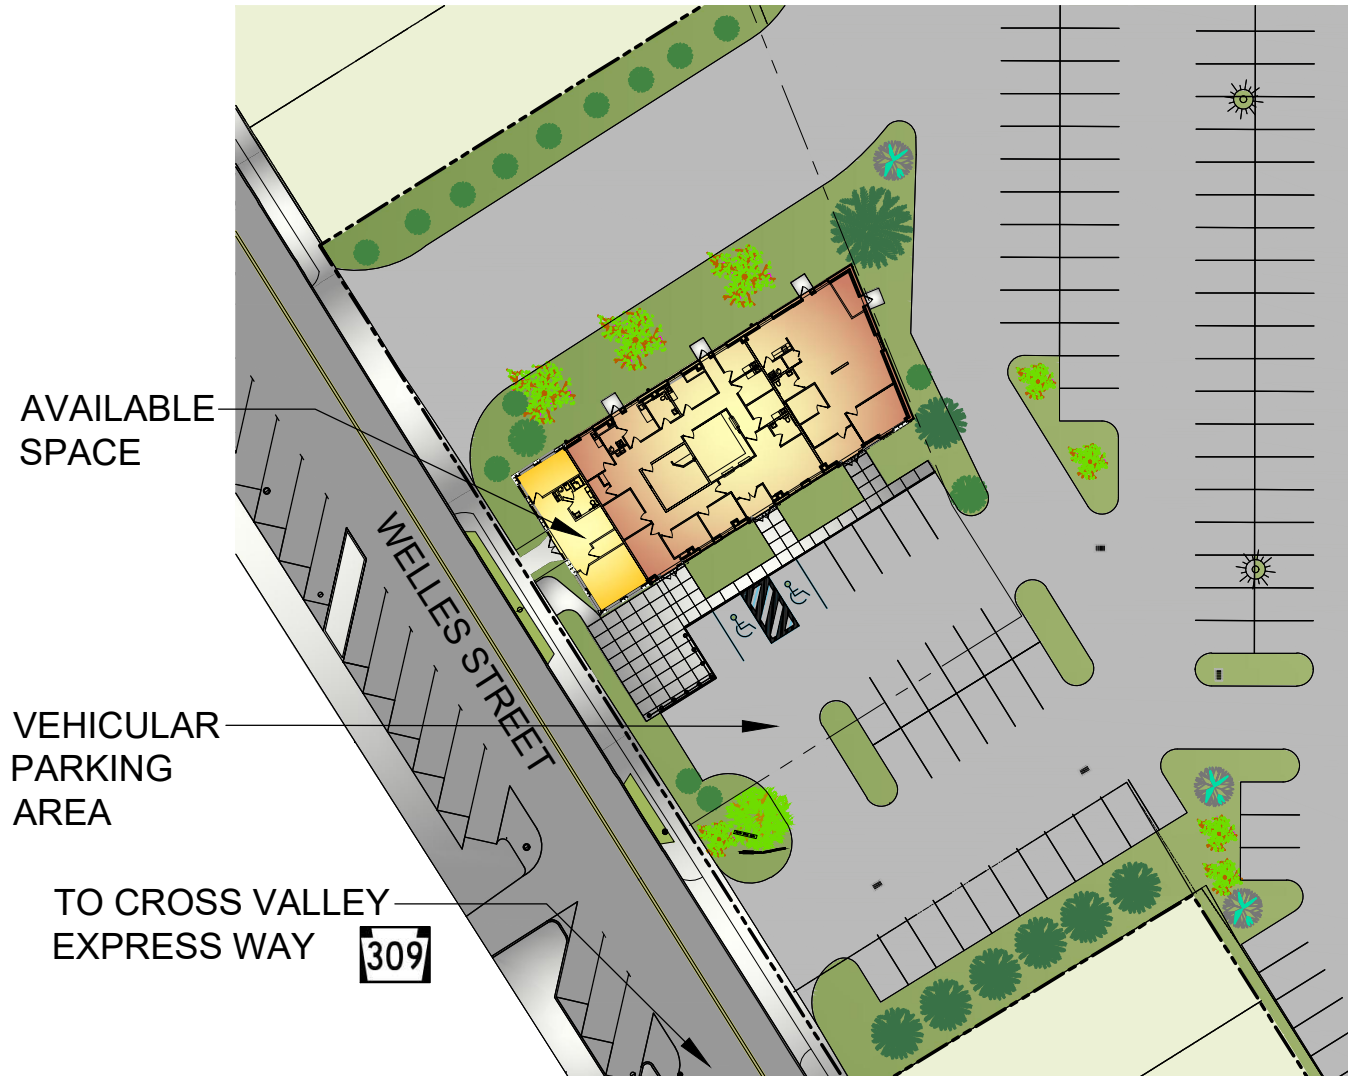 AVAILABLE
SPACE
WELLES STREET
VEHICULAR
PARKING
AREA
TO CROSS VALLEY
EXPRESS WAY
309